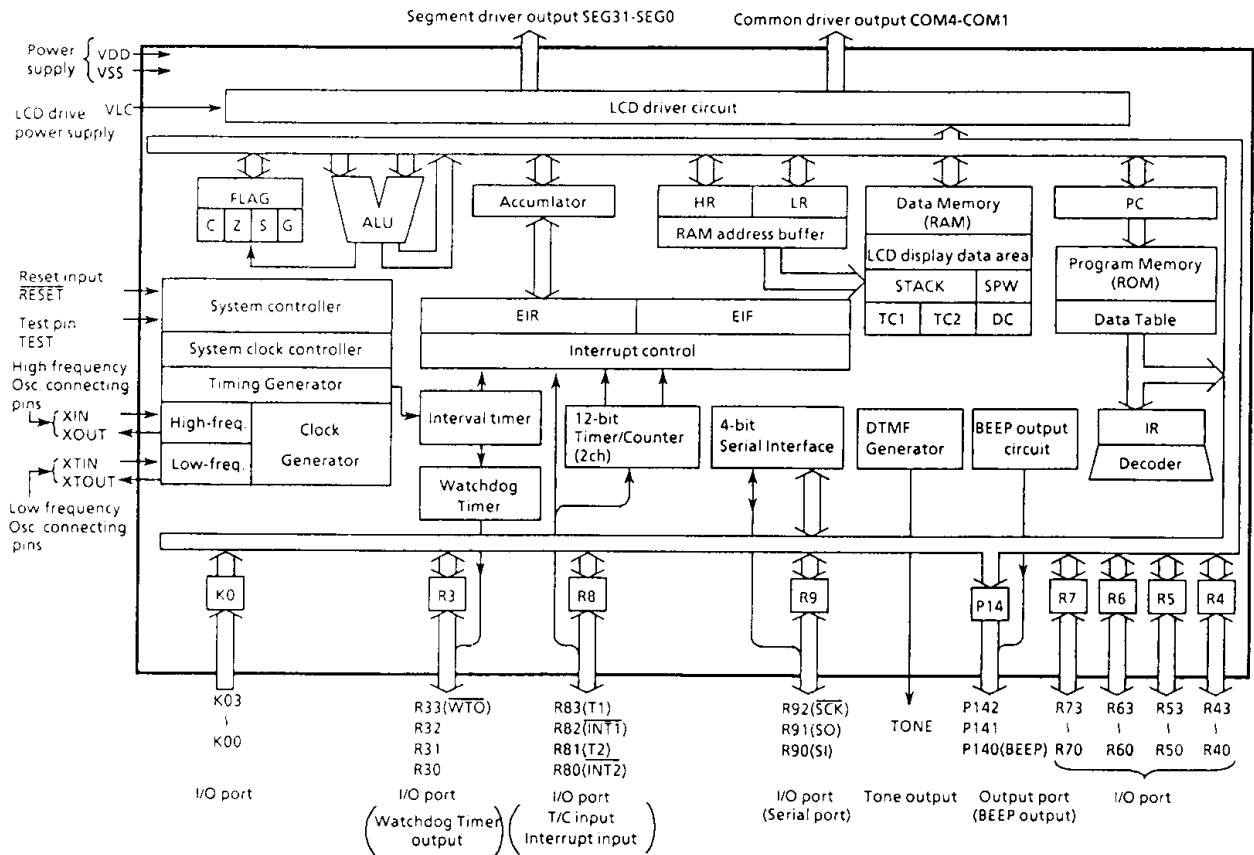 Segment driver output SEG31-SEG0
Common driver output COM4-COM1
Power supply
VDD
VSS
LCD drive power supply
VLC
LCD driver circuit
FLAG
C Z S G
ALU
Accumlator
HR LR
RAM address buffer
Data Memory
(RAM)
LCD display data area
STACK SPW
TC1 TC2 DC
PC
Program Memory
(ROM)
Data Table
Reset input
RESET
Test pin
TEST
High frequency
Osc. connecting
pins
XIN
XOUT
XTIN
XTOUT
Low frequency
Osc. connecting
pins
System controller
System clock controller
Timing Generator
High-freq.
Low-freq.
Clock
Generator
EIR EIF
Interrupt control
Interval timer
Watchdog
Timer
12-bit
Timer/Counter
(2ch)
4-bit
Serial Interface
DTMF
Generator
BEEP output
circuit
IR
Decoder
K0 R3 R8 R9 P14 R7 R6 R5 R4
K03
~
K00
I/O port
R33(WTO)
R32
R31
R30
I/O port
(Watchdog Timer
output)
R83(T1)
R82(INT1)
R81(T2)
R80(INT2)
I/O port
(T/C input
Interrupt input)
R92(SCK)
R91(SO)
R90(SI)
I/O port
(Serial port)
TONE
Tone output
P142
P141
P140(BEEP)
Output port
(BEEP output)
R73 R63 R53 R43
~ ~ ~ ~
R70 R60 R50 R40
I/O port